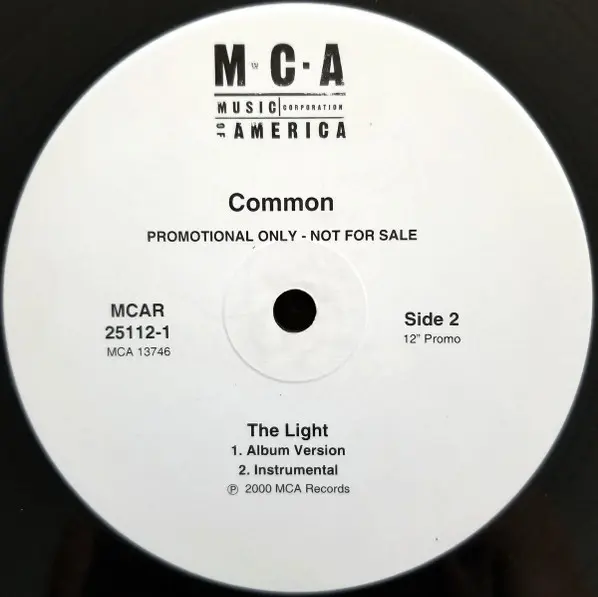 M·C·A
MUSIC CORPORATION
OF AMERICA
Common
PROMOTIONAL ONLY - NOT FOR SALE
MCAR
25112-1
MCA 13746
Side 2
12" Promo
The Light
1. Album Version
2. Instrumental
℗ 2000 MCA Records